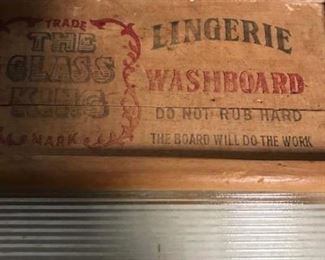 TRADE
THE
GLASS
KING
MARK
LINGERIE
WASHBOARD
DO NOT RUB HARD
THE BOARD WILL DO THE WORK